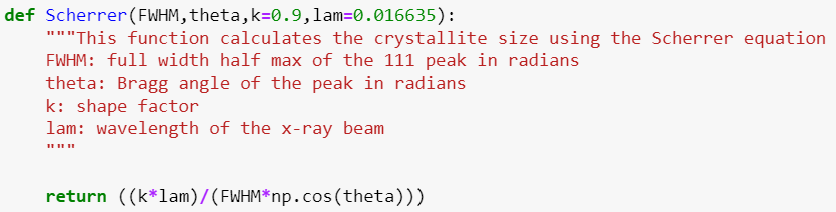 def Scherrer(FWHM,theta,k=0.9,lam=0.016635):
    """This function calculates the crystallite size using the Scherrer equation
    FWHM: full width half max of the 111 peak in radians
    theta: Bragg angle of the peak in radians
    k: shape factor
    lam: wavelength of the x-ray beam
    """
    return ((k*lam)/(FWHM*np.cos(theta)))